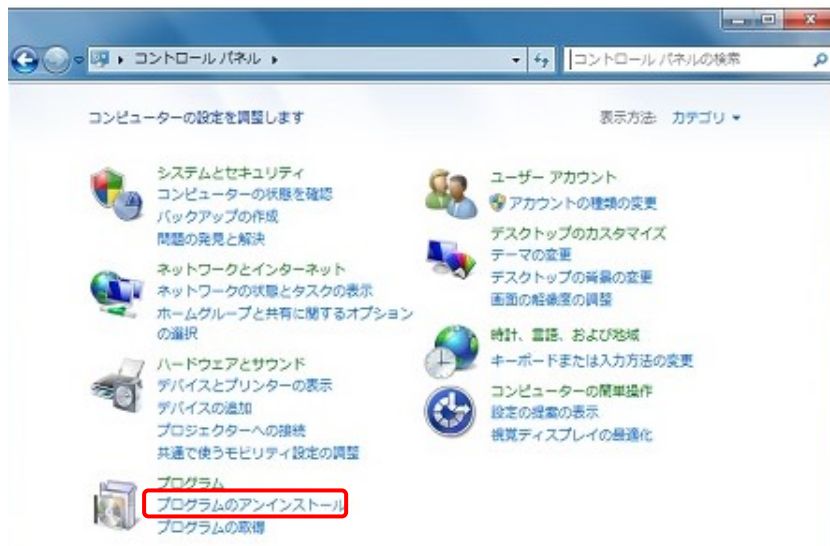 コントロール パネル
コントロール パネルの検索
コンピューターの設定を調整します
表示方法: カテゴリ
システムとセキュリティ
コンピューターの状態を確認
バックアップの作成
問題の発見と解決
ネットワークとインターネット
ネットワークの状態とタスクの表示
ホームグループと共有に関するオプション
の選択
ハードウェアとサウンド
デバイスとプリンターの表示
デバイスの追加
プロジェクターへの接続
共通で使うモビリティ設定の調整
プログラム
プログラムのアンインストール
プログラムの取得
ユーザー アカウント
アカウントの種類の変更
デスクトップのカスタマイズ
テーマの変更
デスクトップの背景の変更
画面の解像度の調整
時計、言語、および地域
キーボードまたは入力方法の変更
コンピューターの簡単操作
設定の提案の表示
視覚ディスプレイの最適化